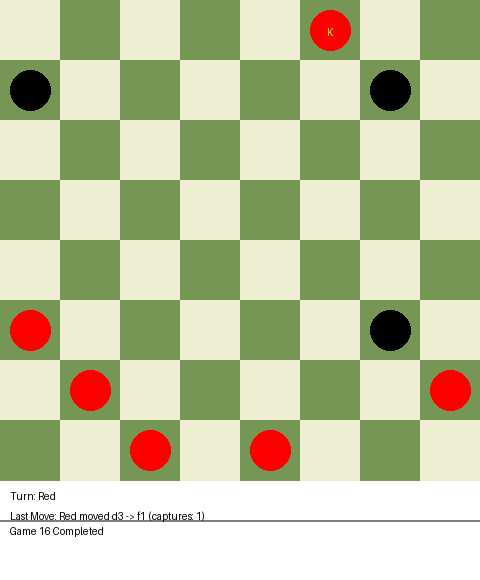 K
Turn: Red
Last Move: Red moved d3 -> f1 (captures: 1)
Game 16 Completed